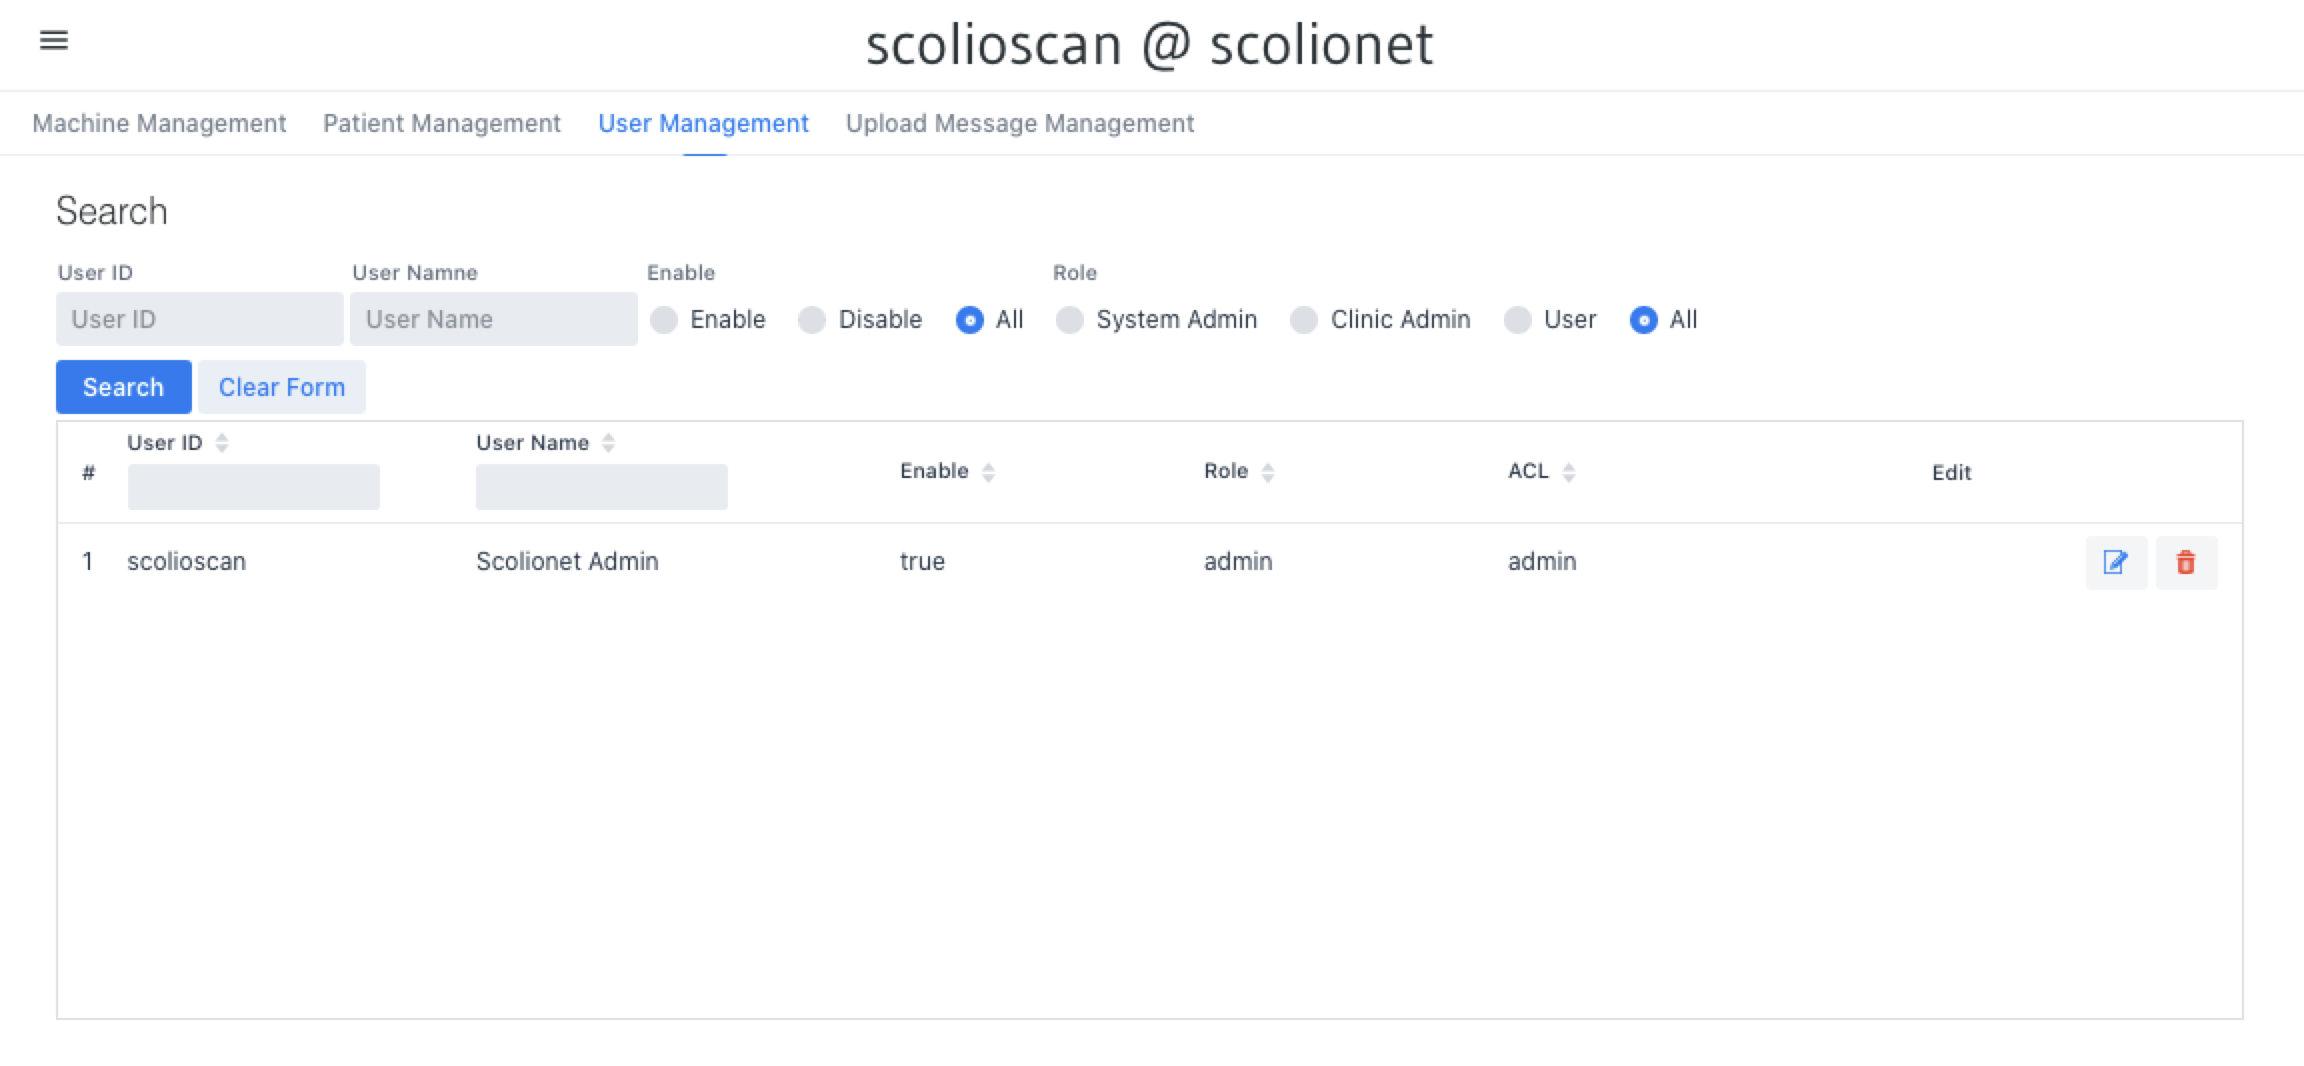 scolioscan @ scolionet
Machine Management Patient Management User Management Upload Message Management
Search
User ID User Namne Enable Role
User ID User Name Enable Disable All System Admin Clinic Admin User All
Search Clear Form
# User ID User Name Enable Role ACL Edit
1 scolioscan Scolionet Admin true admin admin